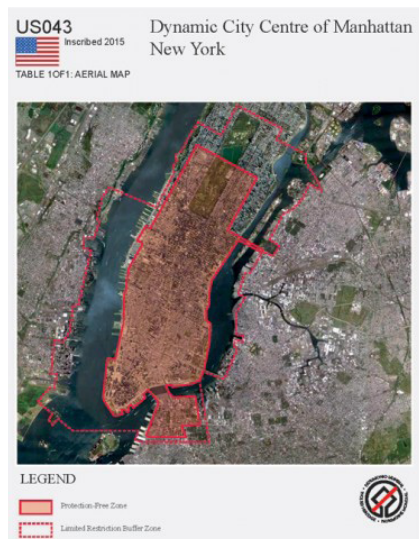 US043
Inscribed 2015
TABLE 1OF1: AERIAL MAP
Dynamic City Centre of Manhattan
New York
LEGEND
Protection-Free Zone
Limited Restriction Buffer Zone